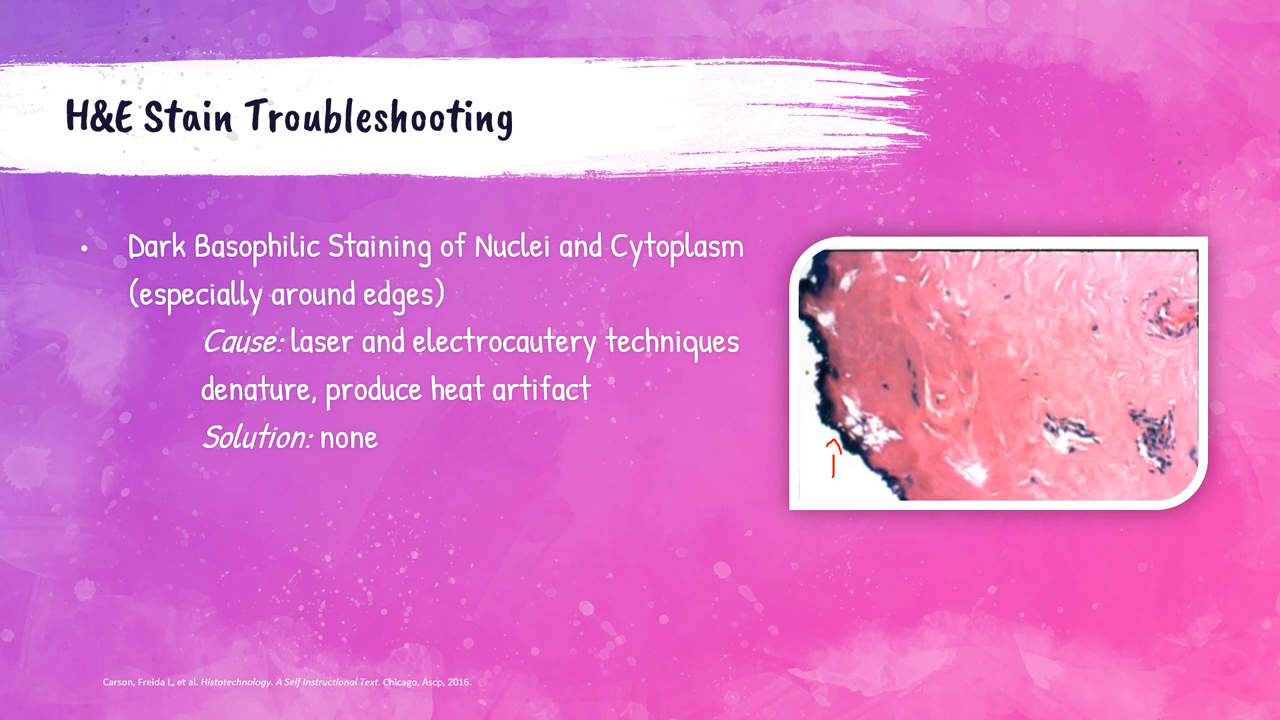 H&E Stain Troubleshooting
• Dark Basophilic Staining of Nuclei and Cytoplasm
(especially around edges)
Cause: laser and electrocautery techniques
denature, produce heat artifact
Solution: none
Carson, Freida L, et al. Histotechnology. A Self Instructional Text. Chicago, Ascp, 2016.